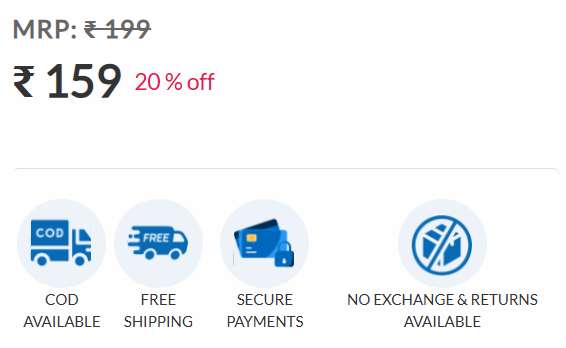 MRP: ₹ 199
₹ 159 20 % off
COD FREE
COD AVAILABLE
FREE SHIPPING
SECURE PAYMENTS
NO EXCHANGE & RETURNS AVAILABLE